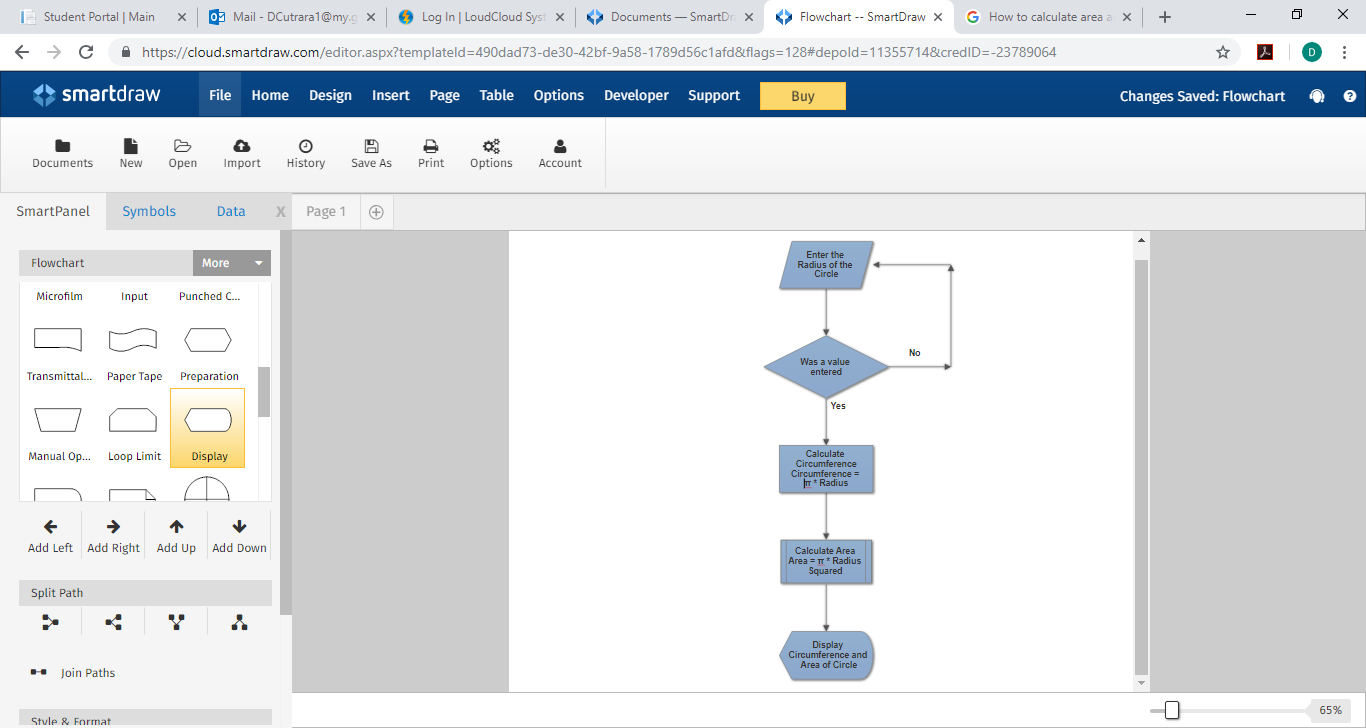 Student Portal | Main
Mail - DCutrara1@my.g
Log In | LoudCloud Syst
Documents — SmartDr
Flowchart -- SmartDraw
How to calculate area a
https://cloud.smartdraw.com/editor.aspx?templateId=490dad73-de30-42bf-9a58-1789d56c1afd&flags=128#depoId=11355714&credID=-23789064
D
smartdraw
File
Home
Design
Insert
Page
Table
Options
Developer
Support
Buy
Changes Saved: Flowchart
Documents
New
Open
Import
History
Save As
Print
Options
Account
SmartPanel
Symbols
Data
X
Page 1
Flowchart
More
Microfilm
Input
Punched C...
Transmittal...
Paper Tape
Preparation
Manual Op...
Loop Limit
Display
Add Left
Add Right
Add Up
Add Down
Split Path
Join Paths
Style & Format
Enter the
Radius of the
Circle
Was a value
entered
No
Yes
Calculate
Circumference
Circumference =
π * Radius
Calculate Area
Area = π * Radius
Squared
Display
Circumference and
Area of Circle
65%